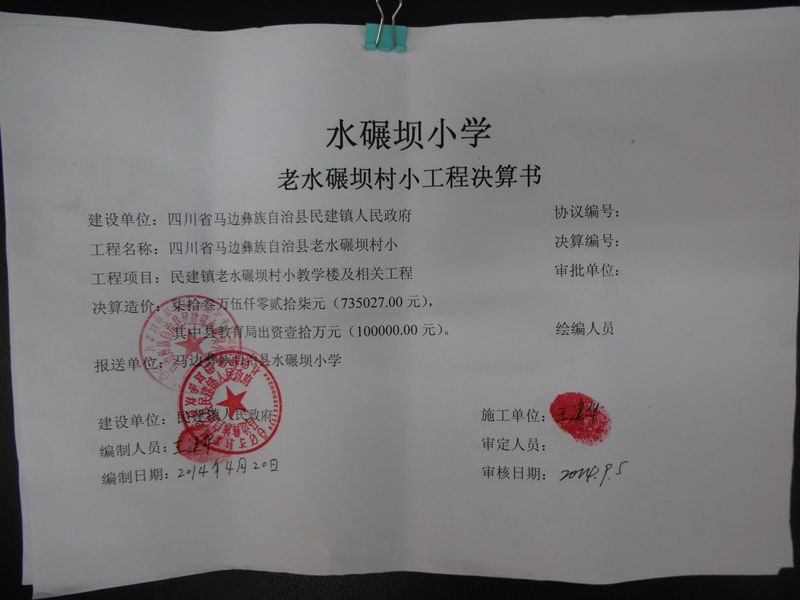 水碾坝小学
老水碾坝村小工程决算书
建设单位：四川省马边彝族自治县民建镇人民政府 协议编号：
工程名称：四川省马边彝族自治县老水碾坝村小 决算编号：
工程项目：民建镇老水碾坝村小教学楼及相关工程 审批单位：
决算造价：柒拾叁万伍仟零贰拾柒元（735027.00 元），
其中县教育局出资壹拾万元（100000.00 元）。 绘编人员
报送单位：马边彝族自治县水碾坝小学
建设单位：民建镇人民政府 施工单位：
编制人员： 审定人员：
编制日期：2014年4月20日 审核日期：2014.9.5